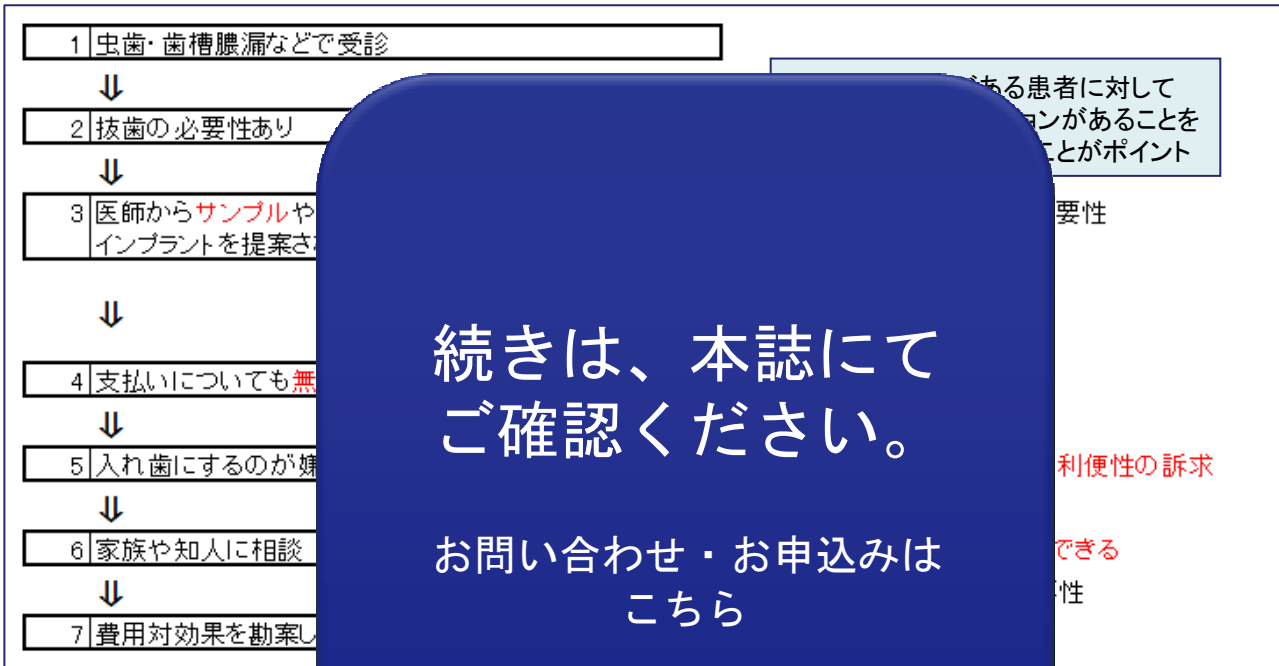 1 虫歯・歯槽膿漏などで受診
⇓
ある患者に対して
2 抜歯の必要性あり
ンがあることを
ことがポイント
⇓
3 医師からサンプルや
インプラントを提案さ
要性
⇓
続きは、本誌にて
ご確認ください。
4 支払いについても無
⇓
5 入れ歯にするのが嫌
利便性の訴求
⇓
お問い合わせ・お申込みは
こちら
6 家族や知人に相談
できる
⇓
性
7 費用対効果を勘案し